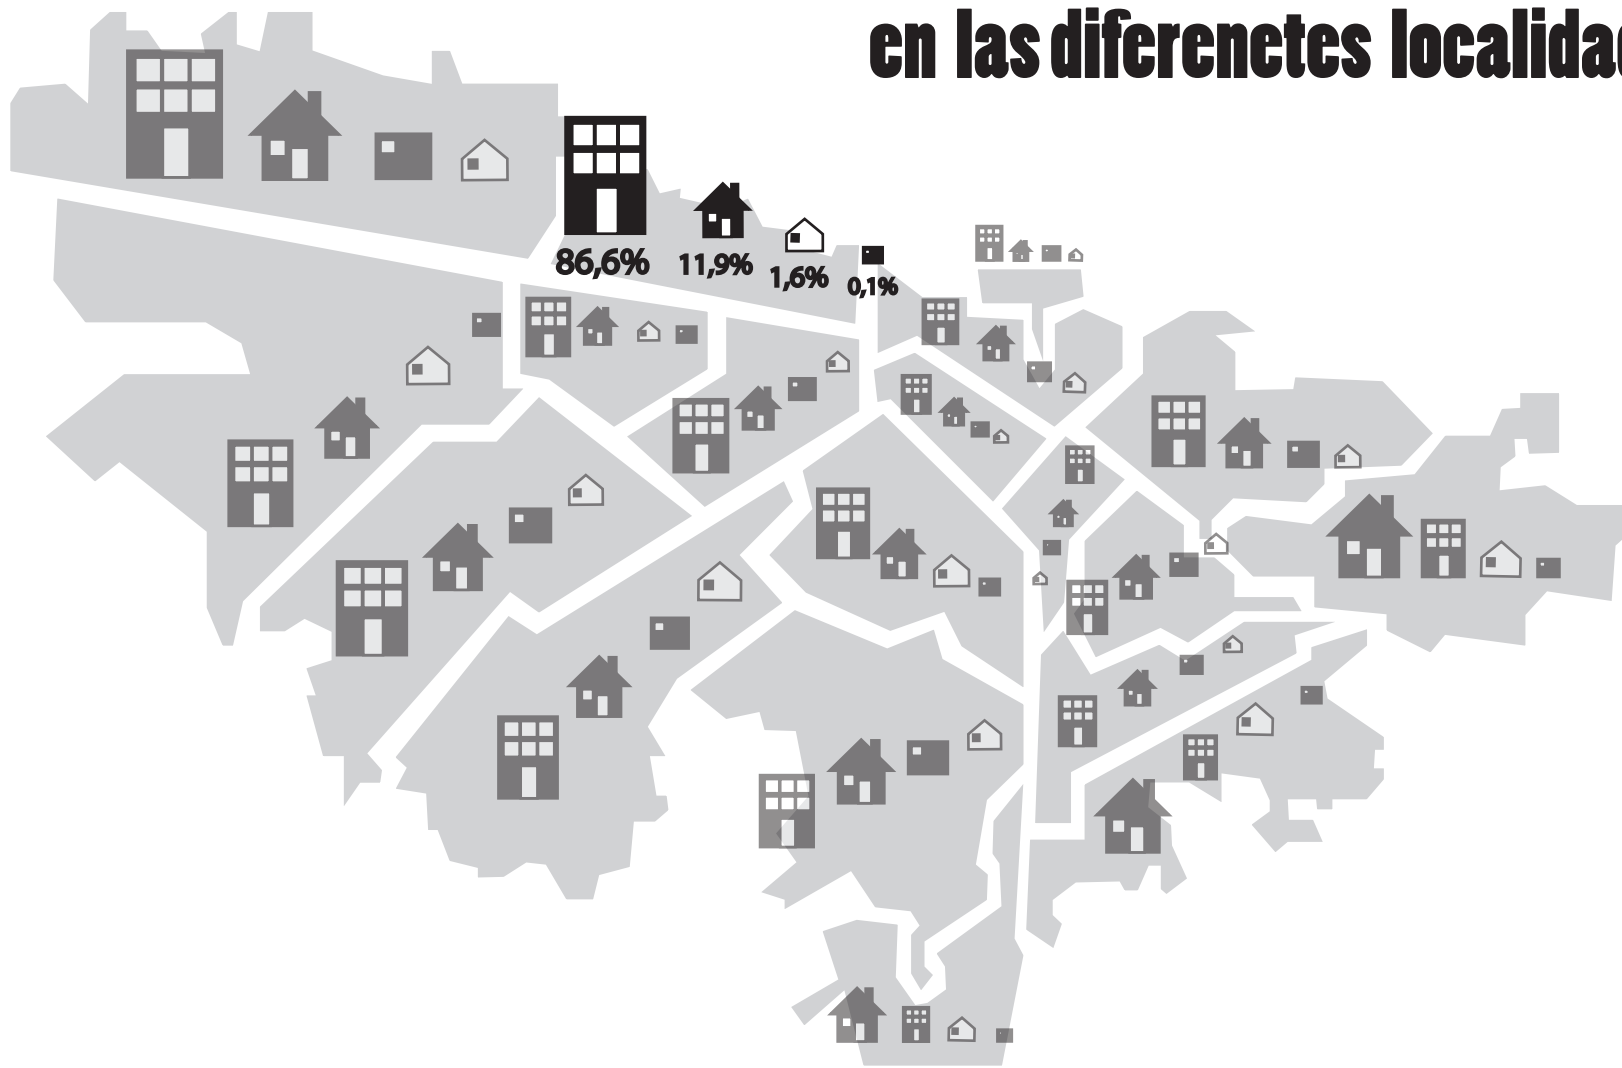 en las diferenetes
86,6%
11,9%
1,6%
0,1%